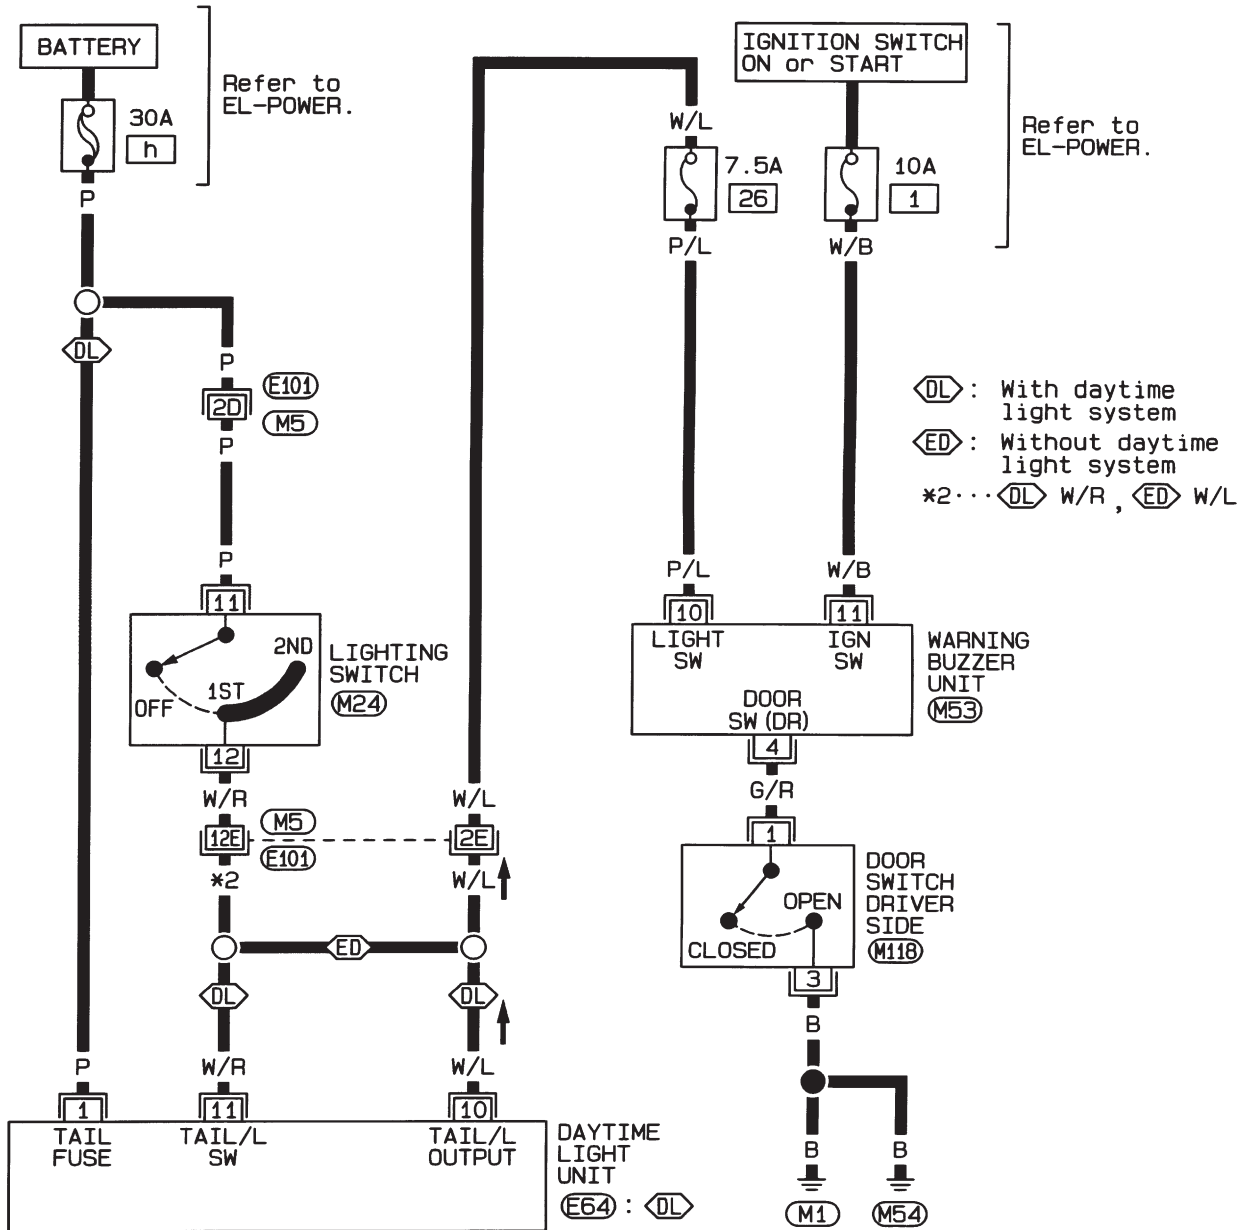 BATTERY
30A
h
P
Refer to
EL-POWER.
IGNITION SWITCH
ON or START
W/L
7.5A
26
P/L
10A
1
W/B
Refer to
EL-POWER.
DL
P
2D
E101
M5
P
DL : With daytime
light system
ED : Without daytime
light system
*2··· DL W/R , ED W/L
P
11
OFF
1ST
2ND
LIGHTING
SWITCH
M24
12
W/R
12E
M5
E101
*2
W/L
2E
W/L
ED
DL
DL
P/L
10
LIGHT
SW
W/B
11
IGN
SW
DOOR
SW (DR)
4
WARNING
BUZZER
UNIT
M53
G/R
1
OPEN
CLOSED
3
DOOR
SWITCH
DRIVER
SIDE
M118
B
B
B
M1
M54
P
1
TAIL
FUSE
W/R
11
TAIL/L
SW
W/L
10
TAIL/L
OUTPUT
DAYTIME
LIGHT
UNIT
E64 : DL